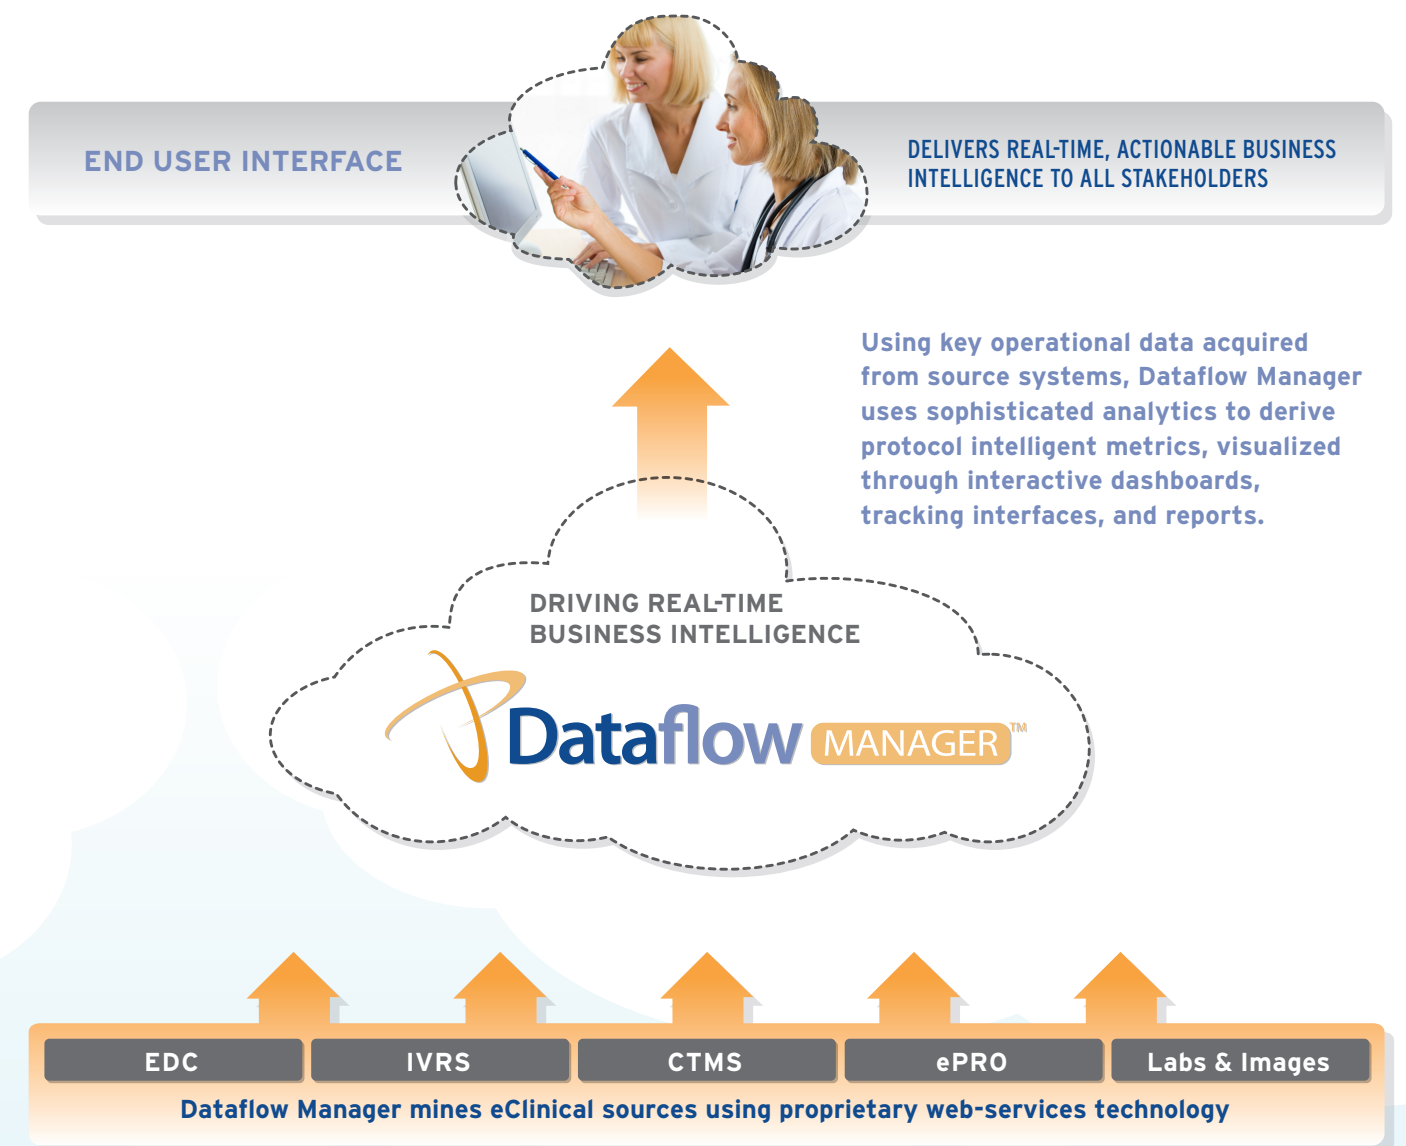 END USER INTERFACE
DELIVERS REAL-TIME, ACTIONABLE BUSINESS
INTELLIGENCE TO ALL STAKEHOLDERS
Using key operational data acquired
from source systems, Dataflow Manager
uses sophisticated analytics to derive
protocol intelligent metrics, visualized
through interactive dashboards,
tracking interfaces, and reports.
DRIVING REAL-TIME
BUSINESS INTELLIGENCE
Dataflow MANAGER™
EDC
IVRS
CTMS
ePRO
Labs & Images
Dataflow Manager mines eClinical sources using proprietary web-services technology